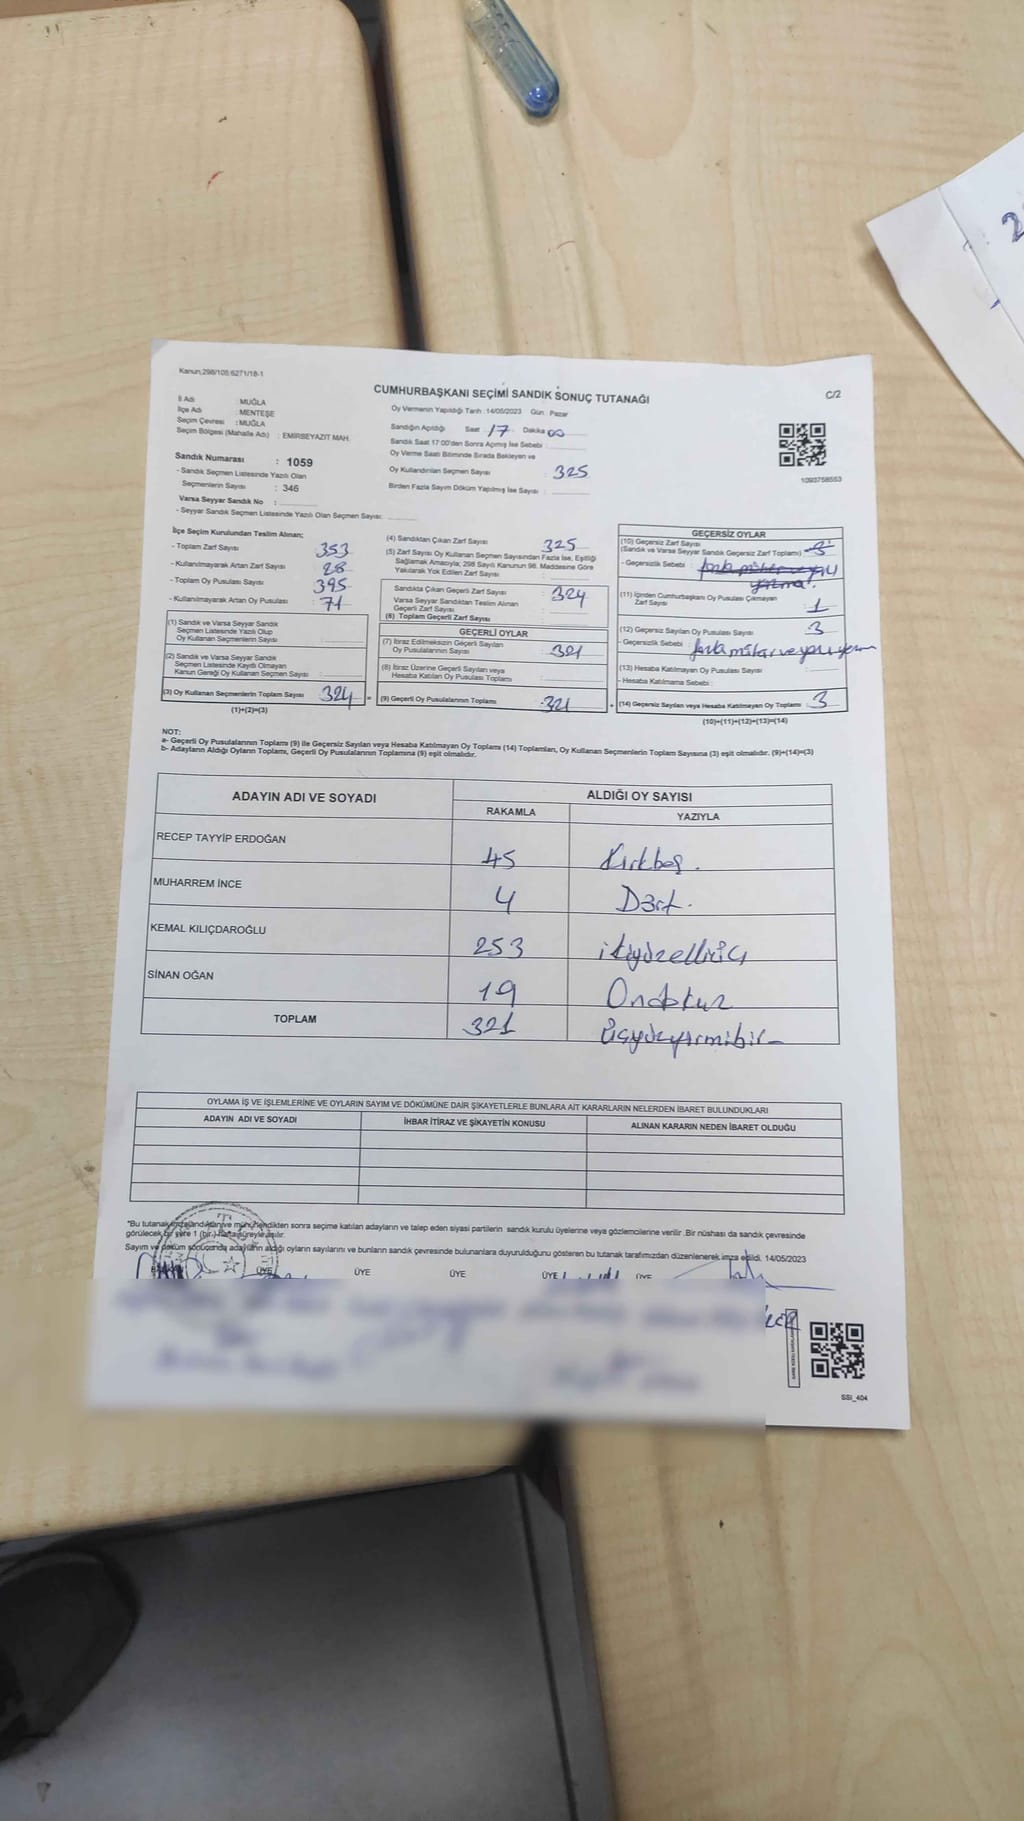 Kanun,298/105;6271/18-1
CUMHURBAŞKANI SEÇİMİ SANDIK SONUÇ TUTANAĞI
C/2
İl Adı : MUĞLA
İlçe Adı : MENTEŞE
Seçim Çevresi : MUĞLA
Seçim Bölgesi (Mahalle Adı) : EMİRBEYAZIT MAH.
Sandık Numarası : 1059
- Sandık Seçmen Listesinde Yazılı Olan
Seçmenlerin Sayısı : 346
Varsa Seyyar Sandık No :
- Seyyar Sandık Seçmen Listesinde Yazılı Olan Seçmen Sayısı:
Oy Vermenin Yapıldığı Tarih :14/05/2023 Gün : Pazar
Sandığın Açıldığı Saat 17 Dakika 00
Sandık Saat 17:00'den Sonra Açılmış İse Sebebi :
Oy Verme Saati Bitiminde Sırada Bekleyen ve
Oy Kullandırılan Seçmen Sayısı : 325
Birden Fazla Sayım Döküm Yapılmış İse Sayısı :
1093758553
İlçe Seçim Kurulundan Teslim Alınan;
- Toplam Zarf Sayısı : 353
- Kullanılmayarak Artan Zarf Sayısı : 28
- Toplam Oy Pusulası Sayısı : 395
- Kullanılmayarak Artan Oy Pusulası : 71
(1) Sandık ve Varsa Seyyar Sandık
Seçmen Listesinde Yazılı Olup
Oy Kullanan Seçmenlerin Sayısı :
(2) Sandık ve Varsa Seyyar Sandık
Seçmen Listesinde Kayıtlı Olmayan
Kanun Gereği Oy Kullanan Seçmen Sayısı :
(3) Oy Kullanan Seçmenlerin Toplam Sayısı : 324
(1)+(2)=(3)
(4) Sandıktan Çıkan Zarf Sayısı : 325
(5) Zarf Sayısı Oy Kullanan Seçmen Sayısından Fazla İse, Eşitliği
Sağlamak Amacıyla; 298 Sayılı Kanunun 98. Maddesine Göre
Yakılarak Yok Edilen Zarf Sayısı :
Sandıkta Çıkan Geçerli Zarf Sayısı : 324
Varsa Seyyar Sandıktan Teslim Alınan
Geçerli Zarf Sayısı :
(6) Toplam Geçerli Zarf Sayısı :
GEÇERLİ OYLAR
(7) İtiraz Edilmeksizin Geçerli Sayılan
Oy Pusulasının Sayısı : 321
(8) İtiraz Üzerine Geçerli Sayılan veya
Hesaba Katılan Oy Pusulası Toplamı :
= (9) Geçerli Oy Pusulalarının Toplamı : 321
GEÇERSİZ OYLAR
(10) Geçersiz Zarf Sayısı
(Sandık ve Varsa Seyyar Sandık Geçersiz Zarf Toplamı) : 3
- Geçersizlik Sebebi :
(11) İçinden Cumhurbaşkanı Oy Pusulası Çıkmayan
Zarf Sayısı : 1
(12) Geçersiz Sayılan Oy Pusulası Sayısı : 3
- Geçersizlik Sebebi : fazla mühür ve yazı
(13) Hesaba Katılmayan Oy Pusulası Sayısı :
- Hesaba Katılmama Sebebi :
+ (14) Geçersiz Sayılan veya Hesaba Katılmayan Oy Toplamı : 3
(10)+(11)+(12)+(13)=(14)
NOT:
a- Geçerli Oy Pusulalarının Toplamı (9) ile Geçersiz Sayılan veya Hesaba Katılmayan Oy Toplamı (14) Toplamları, Oy Kullanan Seçmenlerin Toplam Sayısına (3) eşit olmalıdır. (9)+(14)=(3)
b- Adayların Aldığı Oyların Toplamı, Geçerli Oy Pusulalarının Toplamına (9) eşit olmalıdır.
ADAYIN ADI VE SOYADI ALDIĞI OY SAYISI
RAKAMLA YAZIYLA
RECEP TAYYİP ERDOĞAN 45 Kırkbeş.
MUHARREM İNCE 4 Dört.
KEMAL KILIÇDAROĞLU 253 ikiyüzelliüç
SİNAN OĞAN 19 Ondokuz
TOPLAM 321 Üçyüzyirmibir
OYLAMA İŞ VE İŞLEMLERİNE VE OYLARIN SAYIM VE DÖKÜMÜNE DAİR ŞİKAYETLERLE BUNLARA AİT KARARLARIN NELERDEN İBARET BULUNDUKLARI
ADAYIN ADI VE SOYADI İHBAR İTİRAZ VE ŞİKAYETİN KONUSU ALINAN KARARIN NEDEN İBARET OLDUĞU
"Bu tutanak imzalandıktan ve mühürlendikten sonra seçime katılan adayların ve talep eden siyasi partilerin sandık kurulu üyelerine veya gözlemcilerine verilir. Bir nüshası da sandık çevresinde
görülecek bir yere 1 (bir) hafta süreyle asılır.
Sayım ve döküm sonucunda adayların aldığı oyların sayılarını ve bunların sandık çevresinde bulunanlara duyurulduğunu gösteren bu tutanak tarafımızdan düzenlenerek imza edildi. 14/05/2023
ÜYE ÜYE ÜYE ÜYE ÜYE
SSI_404